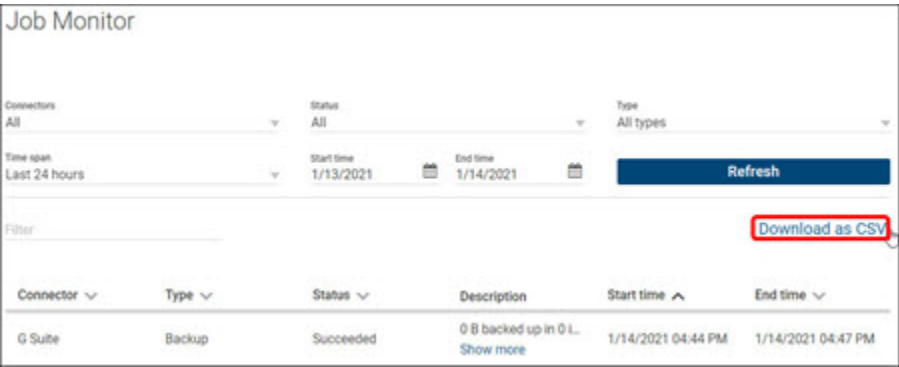 Job Monitor
Connectors Status Type
All All All types
Time span Start time End time
Last 24 hours 1/13/2021 1/14/2021 Refresh
Filter Download as CSV
Connector Type Status Description Start time End time
G Suite Backup Succeeded 0 B backed up in 0 i... 1/14/2021 04:44 PM 1/14/2021 04:47 PM
Show more